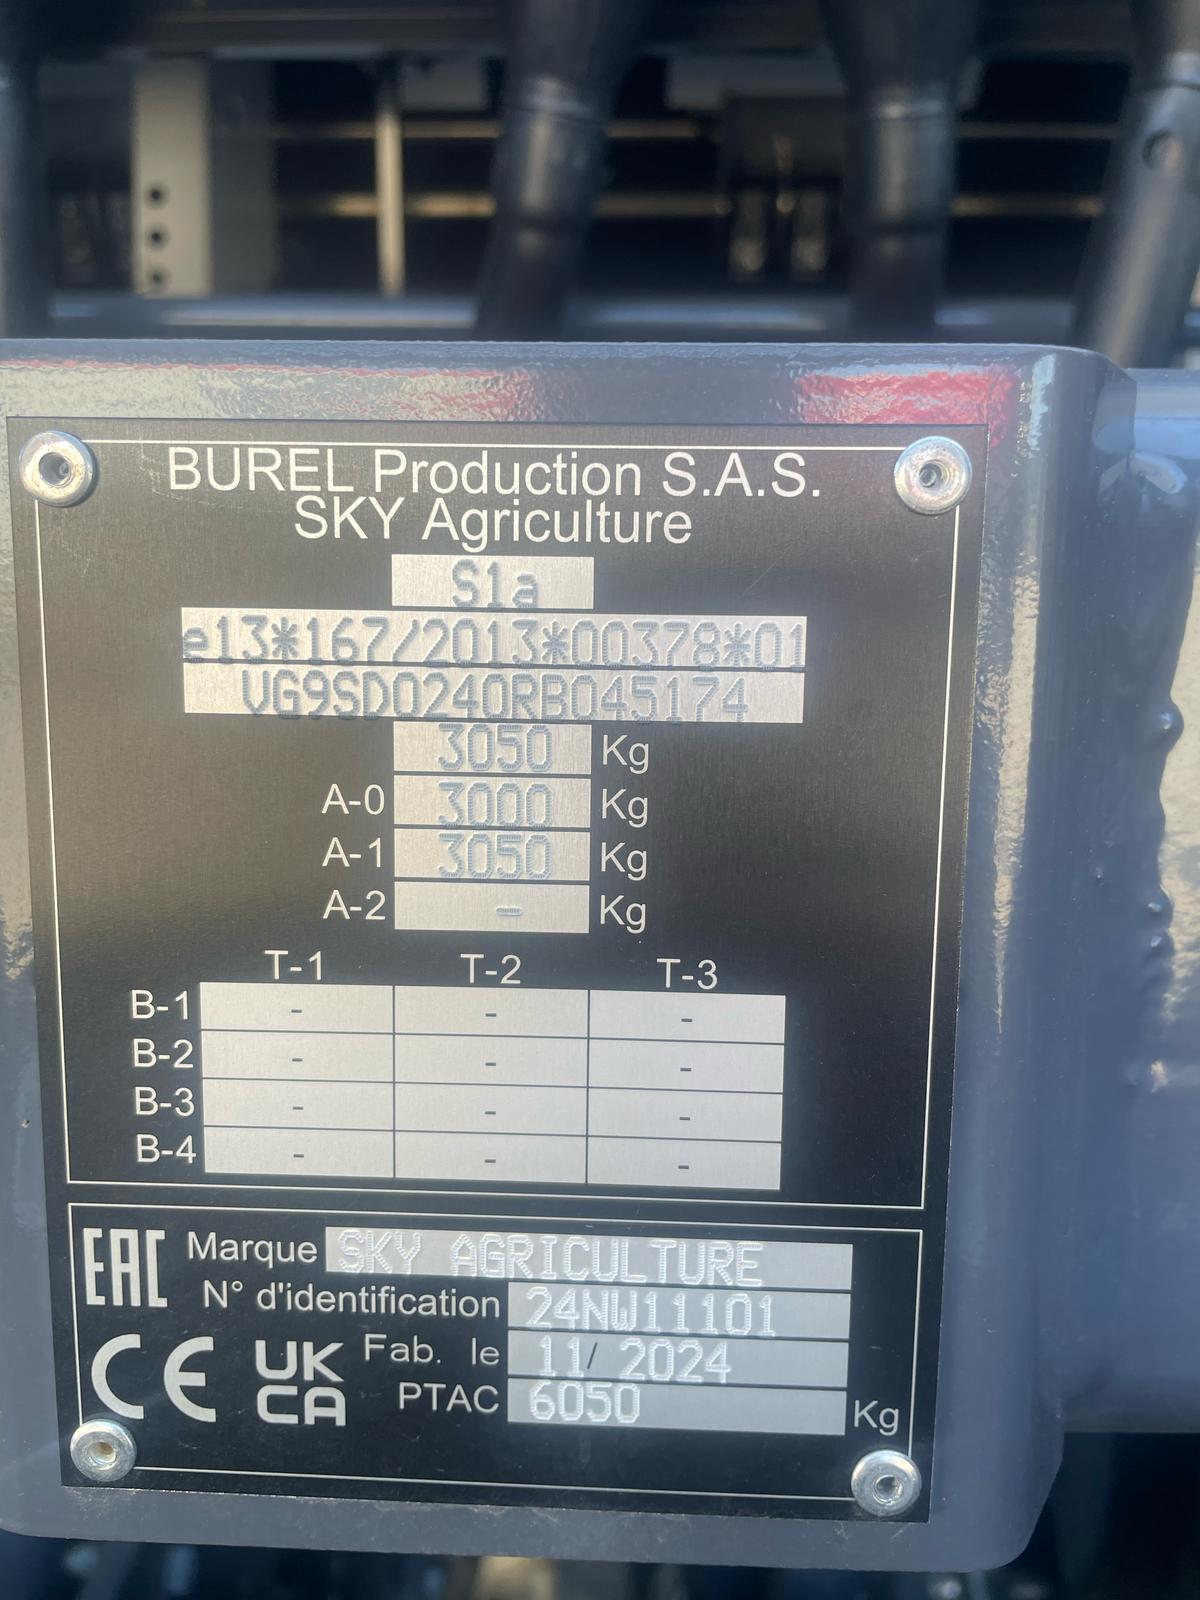 BUREL Production S.A.S.
SKY Agriculture
S1a
e13*167/2013*00378*01
VG9SD0240RB045174
3050 Kg
A-0 3000 Kg
A-1 3050 Kg
A-2 - Kg
T-1 T-2 T-3
B-1 - - -
B-2 - - -
B-3 - - -
B-4 - - -
EAC Marque SKY AGRICULTURE
N° d'identification 24NW11101
CE UK CA Fab. le 11/ 2024
PTAC 6050 Kg